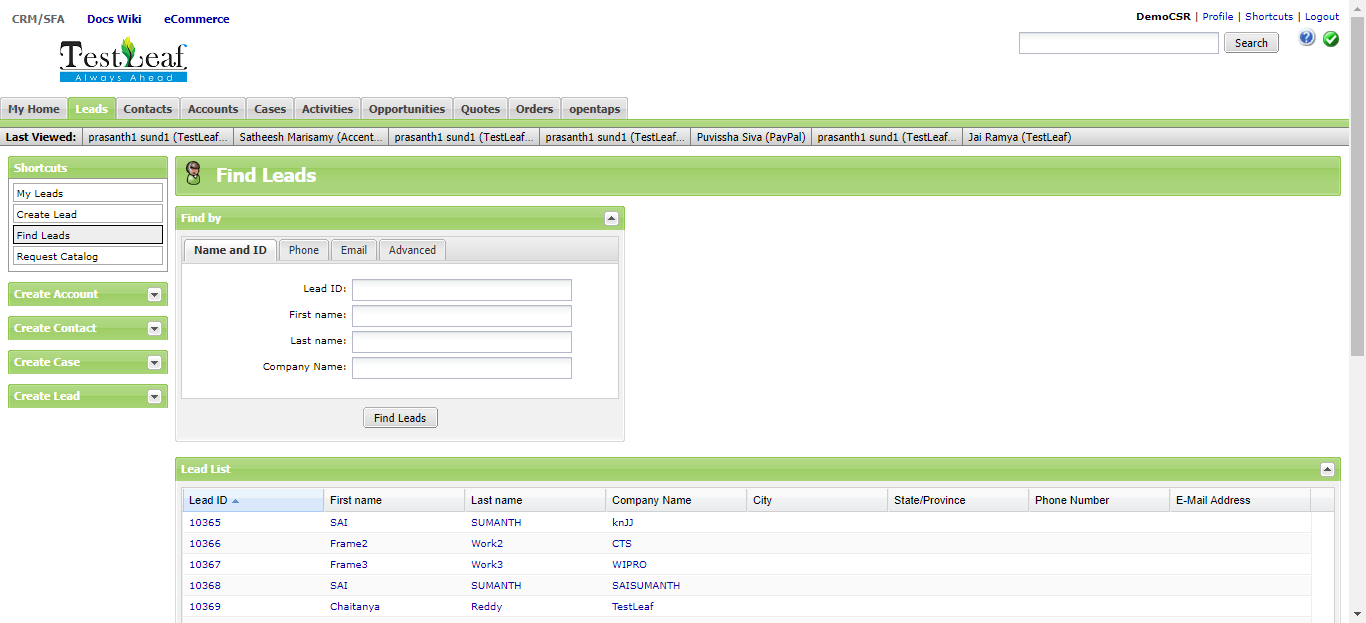 CRM/SFA Docs Wiki eCommerce
DemoCSR | Profile | Shortcuts | Logout
Search
TestLeaf
Always Ahead
My Home Leads Contacts Accounts Cases Activities Opportunities Quotes Orders opentaps
Last Viewed: prasanth1 sund1 (TestLeaf... Satheesh Marisamy (Accent... prasanth1 sund1 (TestLeaf... prasanth1 sund1 (TestLeaf... Puvissha Siva (PayPal) prasanth1 sund1 (TestLeaf... Jai Ramya (TestLeaf)
Shortcuts
My Leads
Create Lead
Find Leads
Request Catalog
Create Account
Create Contact
Create Case
Create Lead
Find Leads
Find by
Name and ID Phone Email Advanced
Lead ID:
First name:
Last name:
Company Name:
Find Leads
Lead List
Lead ID First name Last name Company Name City State/Province Phone Number E-Mail Address
10365 SAI SUMANTH knJJ
10366 Frame2 Work2 CTS
10367 Frame3 Work3 WIPRO
10368 SAI SUMANTH SAISUMANTH
10369 Chaitanya Reddy TestLeaf